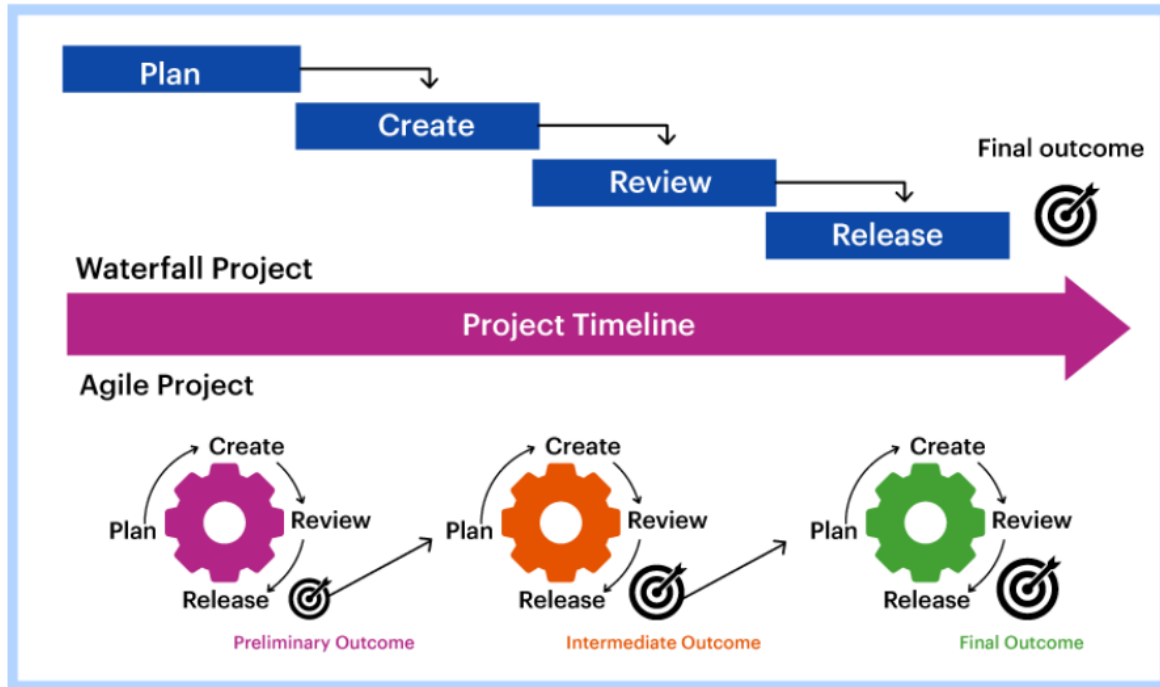 Plan
Create
Review
Final outcome
Release
Waterfall Project
Project Timeline
Agile Project
Create
Plan
Review
Release
Preliminary Outcome
Create
Plan
Review
Release
Intermediate Outcome
Create
Plan
Review
Release
Final Outcome